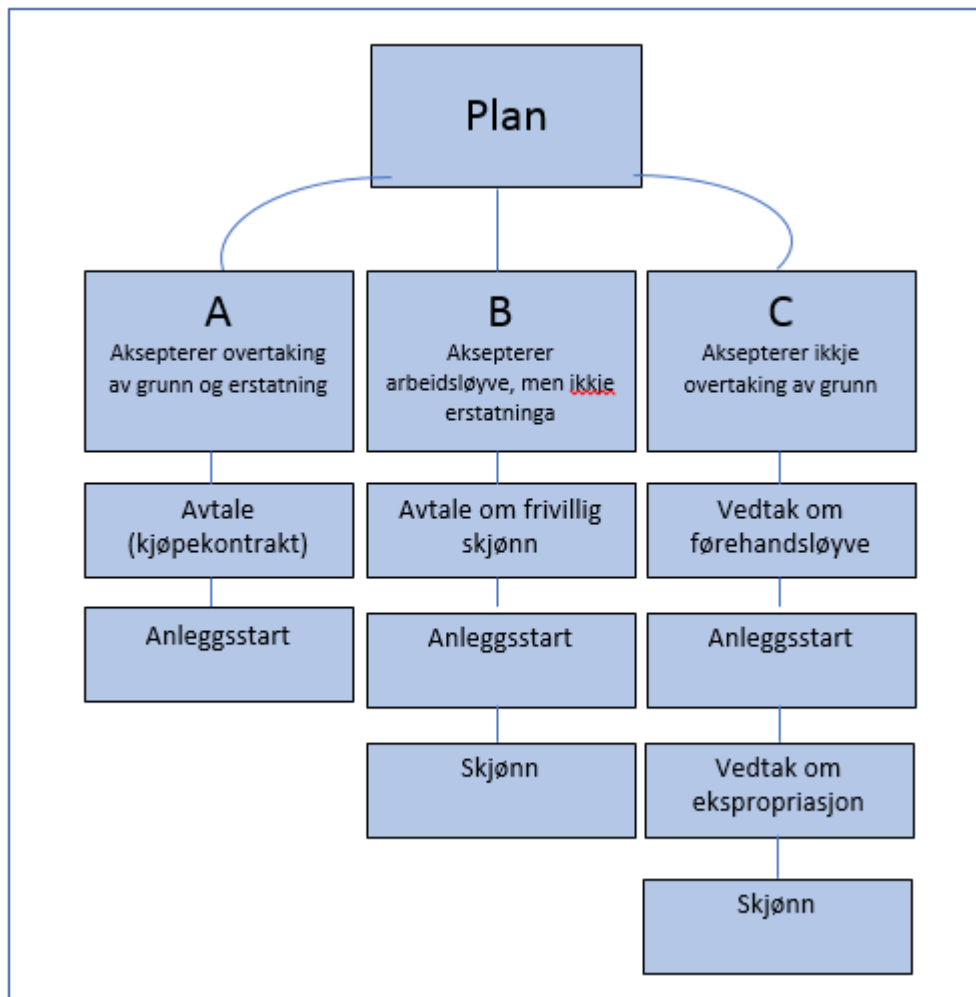 Plan
A
Aksepterer overtaking
av grunn og erstatning
Avtale
(kjøpekontrakt)
Anleggsstart
B
Aksepterer
arbeidsløyve, men ikkje
erstatninga
Avtale om frivillig
skjønn
Anleggsstart
Skjønn
C
Aksepterer ikkje
overtaking av grunn
Vedtak om
førehandsløyve
Anleggsstart
Vedtak om
ekspropriasjon
Skjønn